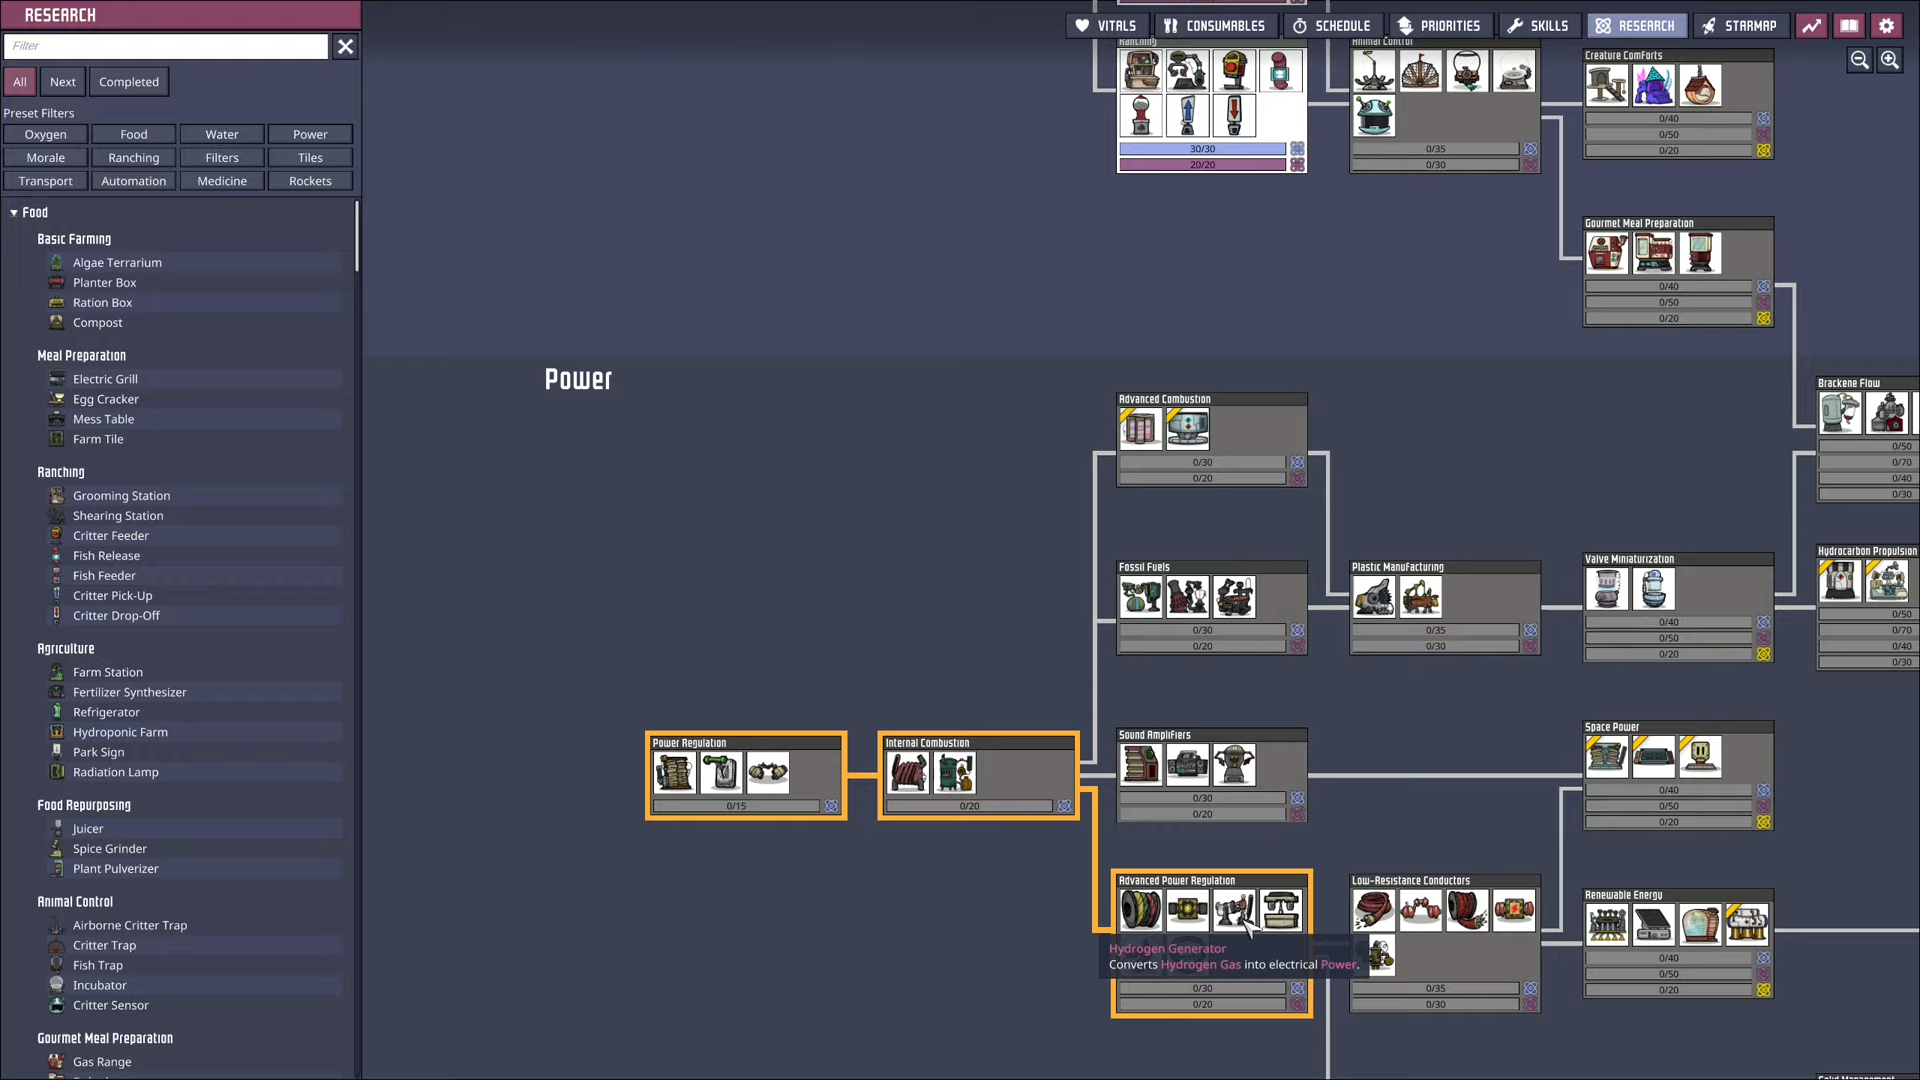 RESEARCH
VITALS
CONSUMABLES
SCHEDULE
PRIORITIES
SKILLS
RESEARCH
STARMAP
Filter
All
Next
Completed
Preset Filters
Oxygen
Food
Water
Power
Morale
Ranching
Filters
Tiles
Transport
Automation
Medicine
Rockets
Food
Basic Farming
Algae Terrarium
Planter Box
Ration Box
Compost
Meal Preparation
Electric Grill
Egg Cracker
Mess Table
Farm Tile
Ranching
Grooming Station
Shearing Station
Critter Feeder
Fish Release
Fish Feeder
Critter Pick-Up
Critter Drop-Off
Agriculture
Farm Station
Fertilizer Synthesizer
Refrigerator
Hydroponic Farm
Park Sign
Radiation Lamp
Food Repurposing
Juicer
Spice Grinder
Plant Pulverizer
Animal Control
Airborne Critter Trap
Critter Trap
Fish Trap
Incubator
Critter Sensor
Gourmet Meal Preparation
Gas Range
Ranching
30/30
20/20
Animal Control
0/35
0/30
Creature Comforts
0/40
0/50
0/20
Gourmet Meal Preparation
0/40
0/50
0/20
Power
Advanced Combustion
0/30
0/20
Brackene Flow
0/50
0/70
0/40
0/30
Fossil Fuels
0/30
0/20
Plastic Manufacturing
0/35
0/30
Valve Miniaturization
0/40
0/50
0/20
Hydrocarbon Propulsion
0/50
0/70
0/40
0/30
Power Regulation
0/15
Internal Combustion
0/20
Sound Amplifiers
0/30
0/20
Space Power
0/40
0/50
0/20
Advanced Power Regulation
Hydrogen Generator
Converts Hydrogen Gas into electrical Power.
0/30
0/20
Low-Resistance Conductors
0/35
0/30
Renewable Energy
0/40
0/50
0/20